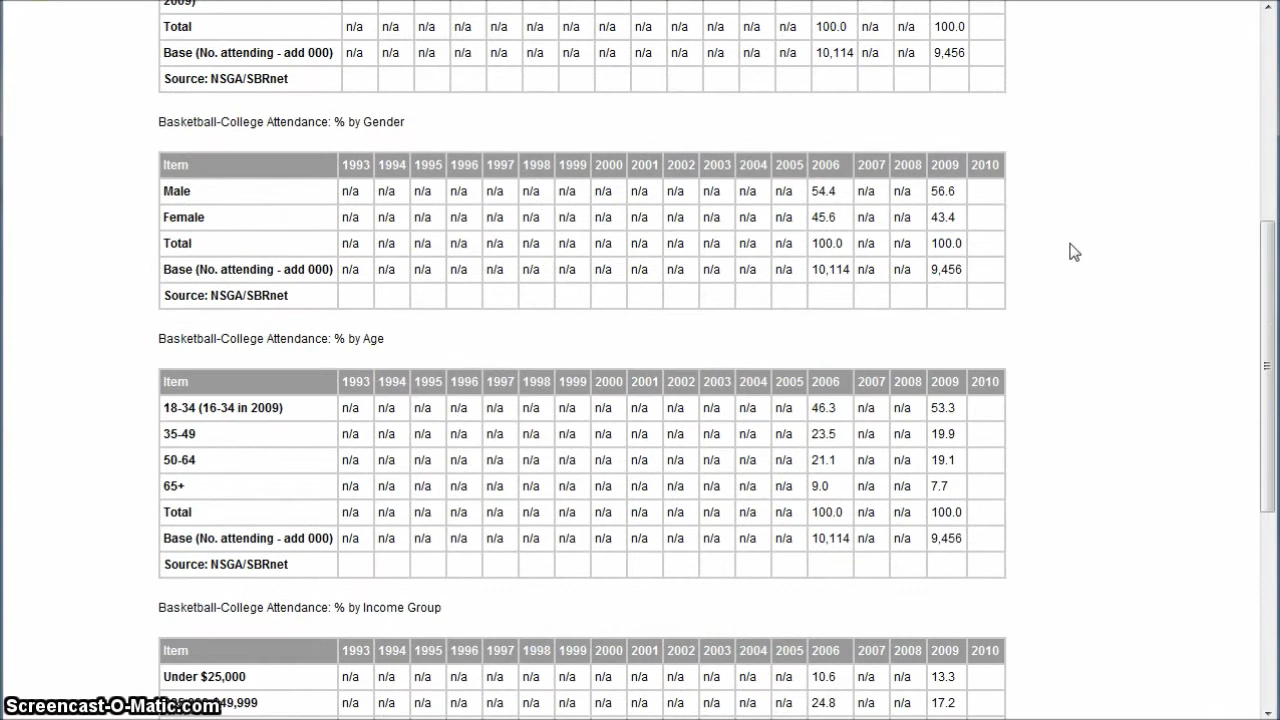 2009)
Total n/a n/a n/a n/a n/a n/a n/a n/a n/a n/a n/a n/a n/a 100.0 n/a n/a 100.0
Base (No. attending - add 000) n/a n/a n/a n/a n/a n/a n/a n/a n/a n/a n/a n/a n/a 10,114 n/a n/a 9,456
Source: NSGA/SBRnet
Basketball-College Attendance: % by Gender
Item 1993 1994 1995 1996 1997 1998 1999 2000 2001 2002 2003 2004 2005 2006 2007 2008 2009 2010
Male n/a n/a n/a n/a n/a n/a n/a n/a n/a n/a n/a n/a n/a 54.4 n/a n/a 56.6
Female n/a n/a n/a n/a n/a n/a n/a n/a n/a n/a n/a n/a n/a 45.6 n/a n/a 43.4
Total n/a n/a n/a n/a n/a n/a n/a n/a n/a n/a n/a n/a n/a 100.0 n/a n/a 100.0
Base (No. attending - add 000) n/a n/a n/a n/a n/a n/a n/a n/a n/a n/a n/a n/a n/a 10,114 n/a n/a 9,456
Source: NSGA/SBRnet
Basketball-College Attendance: % by Age
Item 1993 1994 1995 1996 1997 1998 1999 2000 2001 2002 2003 2004 2005 2006 2007 2008 2009 2010
18-34 (16-34 in 2009) n/a n/a n/a n/a n/a n/a n/a n/a n/a n/a n/a n/a n/a 46.3 n/a n/a 53.3
35-49 n/a n/a n/a n/a n/a n/a n/a n/a n/a n/a n/a n/a n/a 23.5 n/a n/a 19.9
50-64 n/a n/a n/a n/a n/a n/a n/a n/a n/a n/a n/a n/a n/a 21.1 n/a n/a 19.1
65+ n/a n/a n/a n/a n/a n/a n/a n/a n/a n/a n/a n/a n/a 9.0 n/a n/a 7.7
Total n/a n/a n/a n/a n/a n/a n/a n/a n/a n/a n/a n/a n/a 100.0 n/a n/a 100.0
Base (No. attending - add 000) n/a n/a n/a n/a n/a n/a n/a n/a n/a n/a n/a n/a n/a 10,114 n/a n/a 9,456
Source: NSGA/SBRnet
Basketball-College Attendance: % by Income Group
Item 1993 1994 1995 1996 1997 1998 1999 2000 2001 2002 2003 2004 2005 2006 2007 2008 2009 2010
Under $25,000 n/a n/a n/a n/a n/a n/a n/a n/a n/a n/a n/a n/a n/a 10.6 n/a n/a 13.3
n/a n/a n/a n/a n/a n/a n/a n/a n/a n/a n/a n/a n/a 24.8 n/a n/a 17.2
Screencast-O-Matic.com